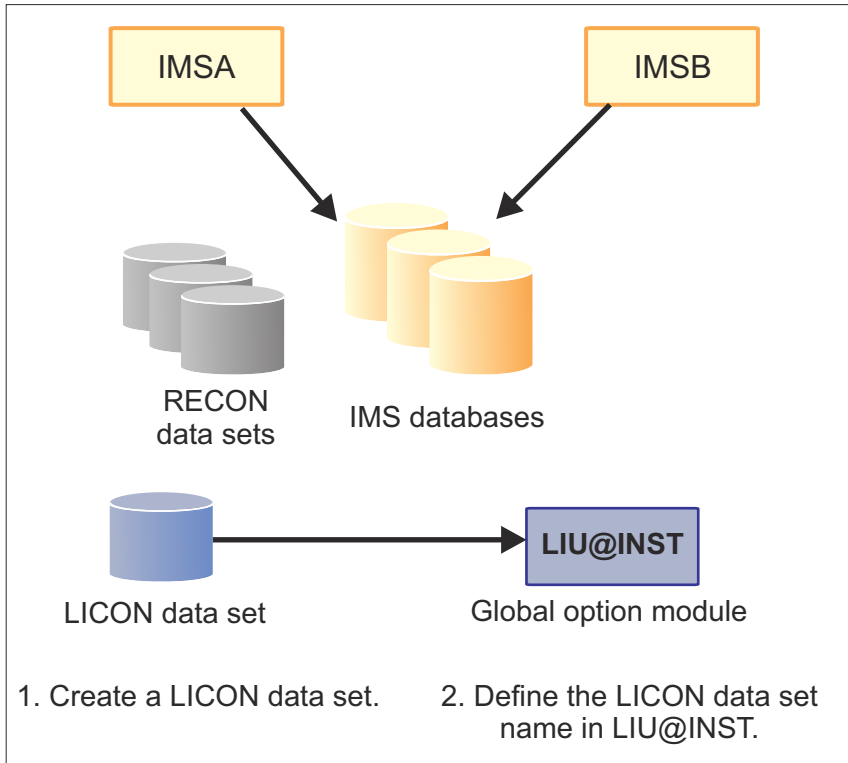 IMSA
IMSB
RECON
data sets
IMS databases
LIU@INST
LICON data set
Global option module
1. Create a LICON data set.
2. Define the LICON data set
name in LIU@INST.